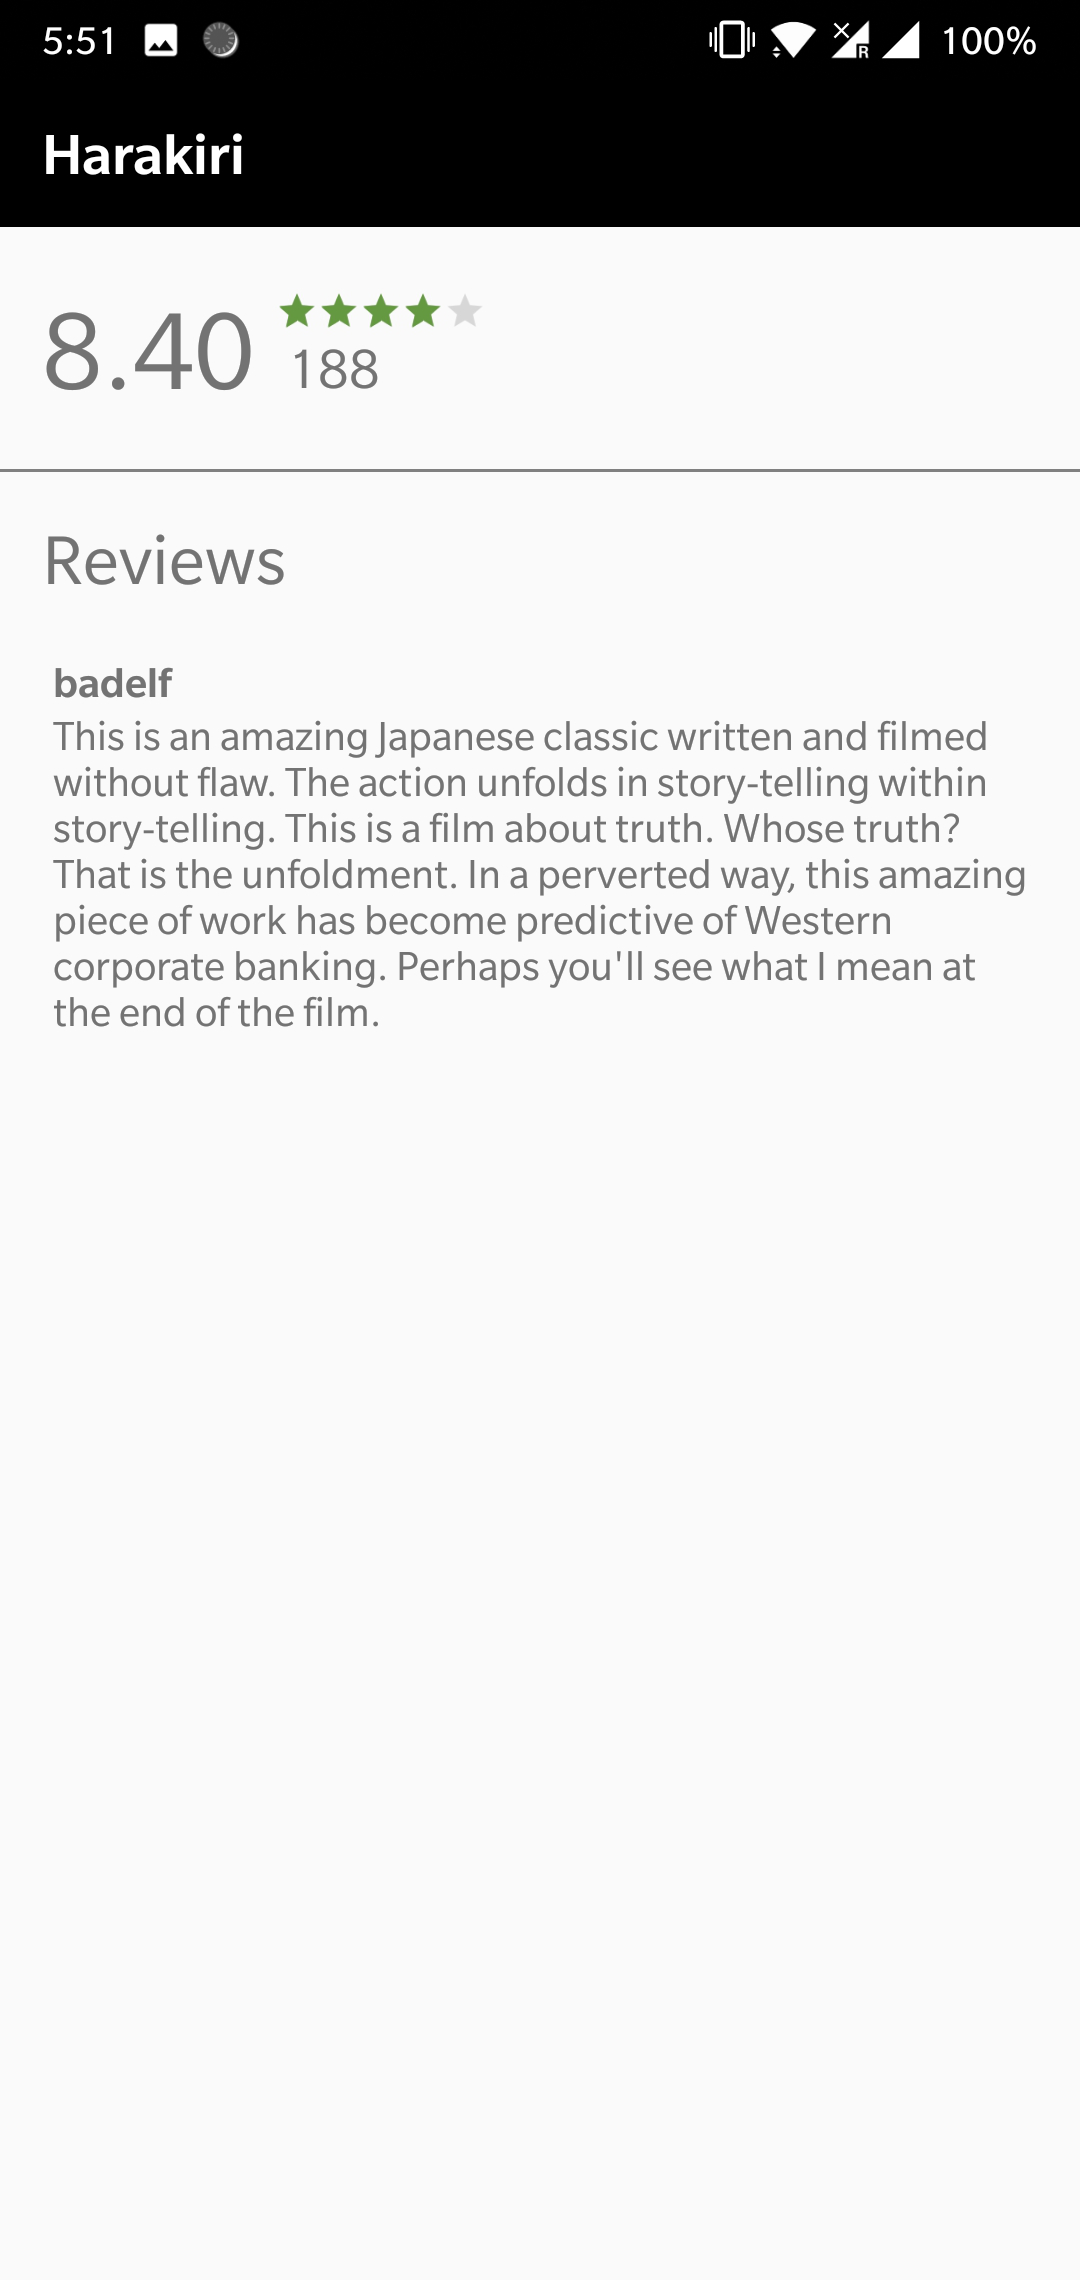 5:51
R
100%
Harakiri
8.40
188
Reviews
badelf
This is an amazing Japanese classic written and filmed
without flaw. The action unfolds in story-telling within
story-telling. This is a film about truth. Whose truth?
That is the unfoldment. In a perverted way, this amazing
piece of work has become predictive of Western
corporate banking. Perhaps you'll see what I mean at
the end of the film.